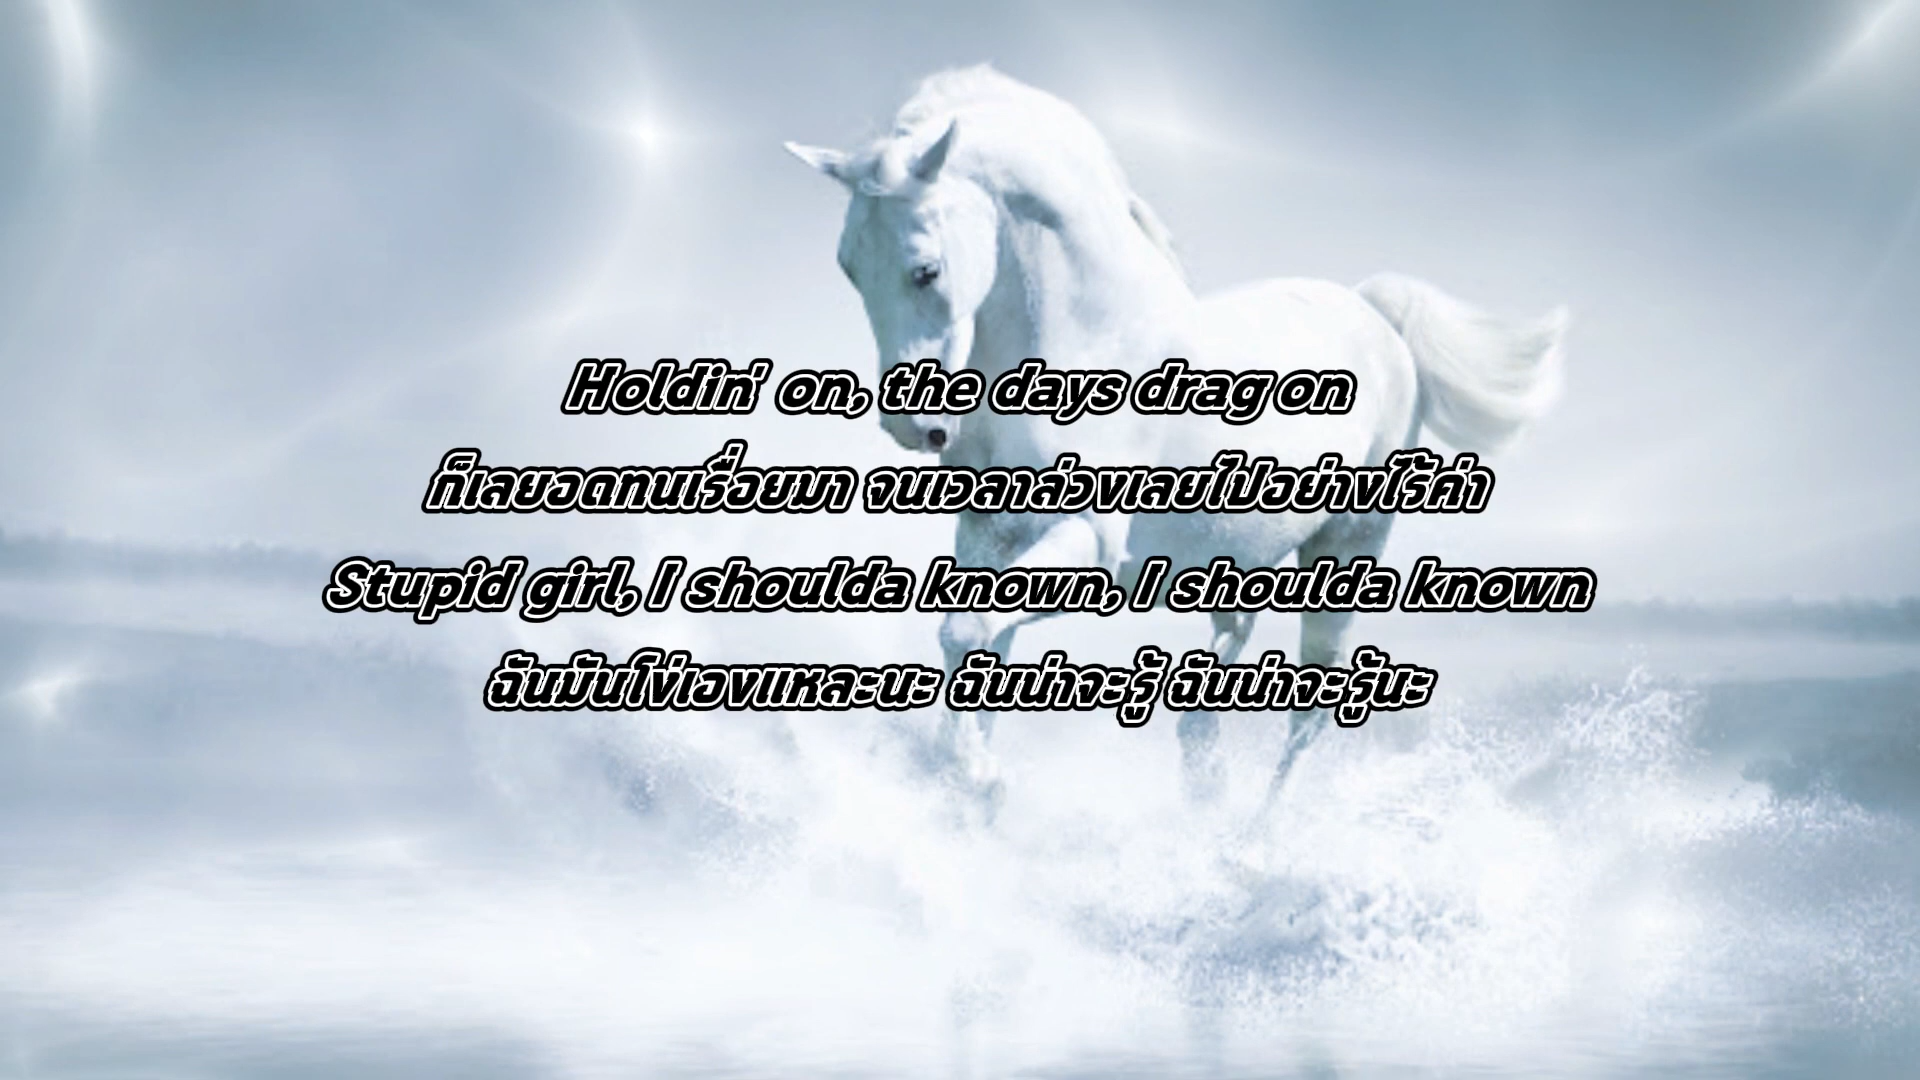 Holdin' on, the days drag on
ก็เลยอดทนเรื่อยมา จนเวลาล่วงเลยไปอย่างไร้ค่า
Stupid girl, I shoulda known, I shoulda known
ฉันมันโง่เองแหละนะ ฉันน่าจะรู้ ฉันน่าจะรู้นะ